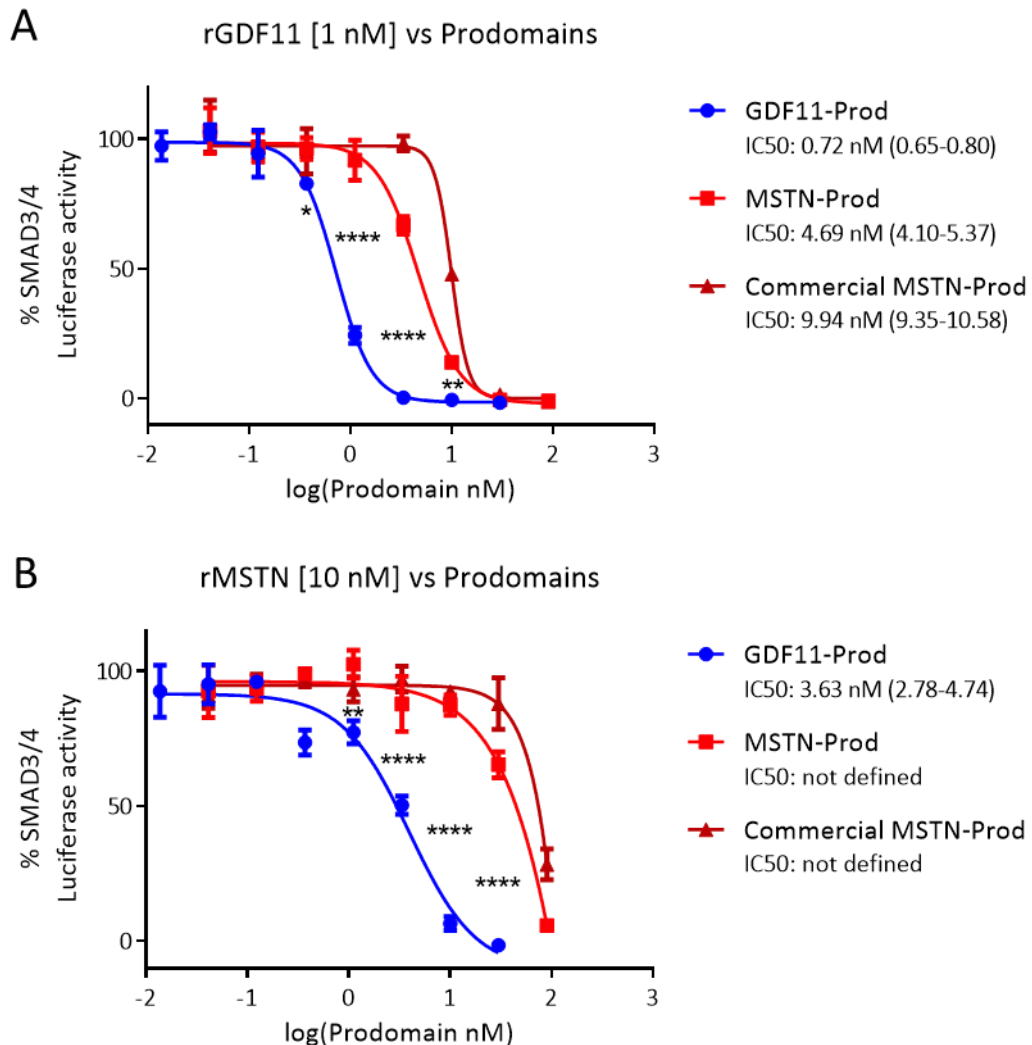 A
rGDF11 [1 nM] vs Prodomains
% SMAD3/4
Luciferase activity
100
50
0
-2
-1
0
1
2
3
log(Prodomain nM)
*
****
****
**
GDF11-Prod
IC50: 0.72 nM (0.65-0.80)
MSTN-Prod
IC50: 4.69 nM (4.10-5.37)
Commercial MSTN-Prod
IC50: 9.94 nM (9.35-10.58)
B
rMSTN [10 nM] vs Prodomains
% SMAD3/4
Luciferase activity
100
50
0
-2
-1
0
1
2
3
log(Prodomain nM)
**
****
****
****
GDF11-Prod
IC50: 3.63 nM (2.78-4.74)
MSTN-Prod
IC50: not defined
Commercial MSTN-Prod
IC50: not defined